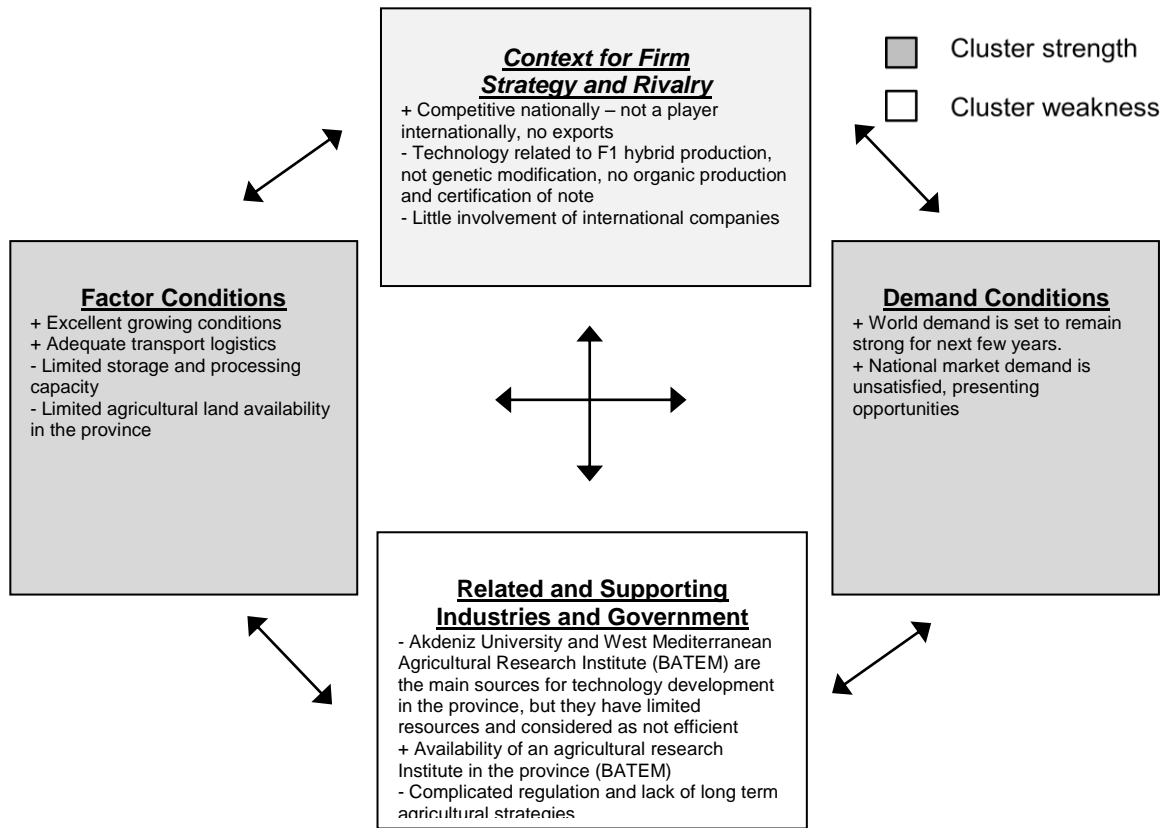 Context for Firm
Strategy and Rivalry
+ Competitive nationally – not a player
internationally, no exports
- Technology related to F1 hybrid production,
not genetic modification, no organic production
and certification of note
- Little involvement of international companies
Cluster strength
Cluster weakness
Factor Conditions
+ Excellent growing conditions
+ Adequate transport logistics
- Limited storage and processing
capacity
- Limited agricultural land availability
in the province
Demand Conditions
+ World demand is set to remain
strong for next few years.
+ National market demand is
unsatisfied, presenting
opportunities
Related and Supporting
Industries and Government
- Akdeniz University and West Mediterranean
Agricultural Research Institute (BATEM) are
the main sources for technology development
in the province, but they have limited
resources and considered as not efficient
+ Availability of an agricultural research
Institute in the province (BATEM)
- Complicated regulation and lack of long term
agricultural strategies